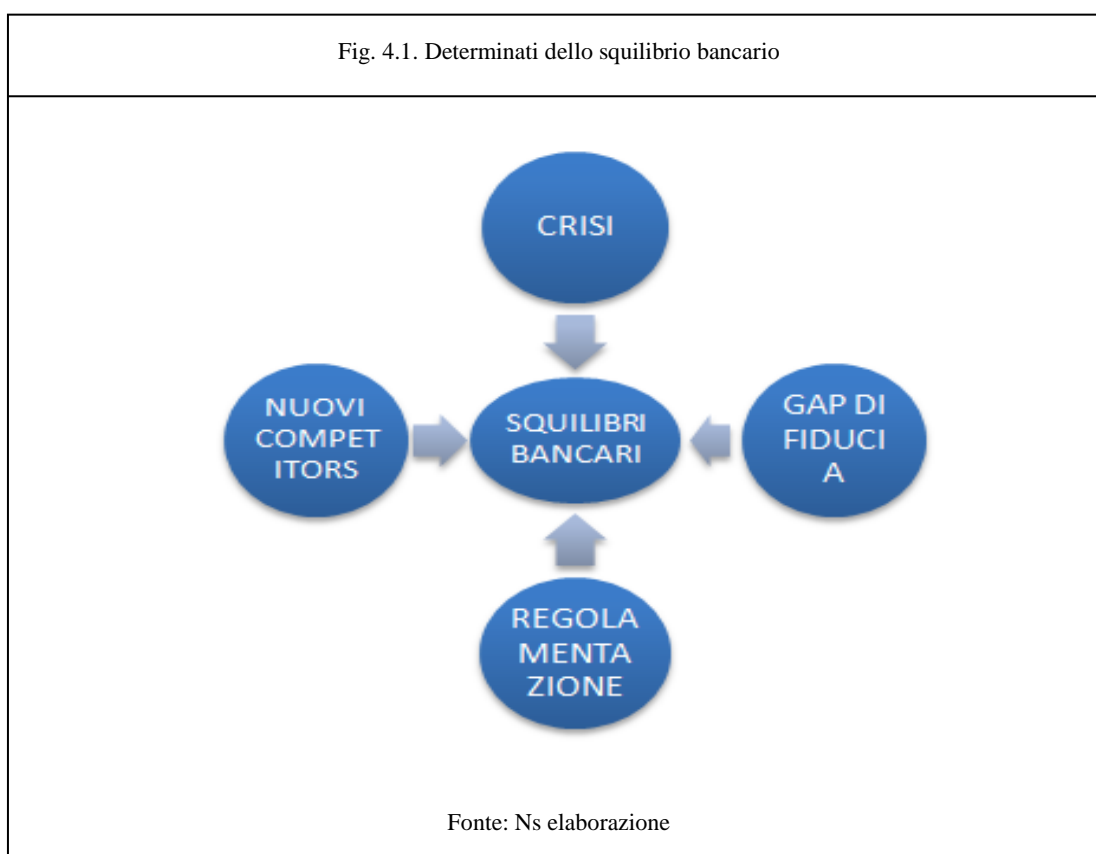 Fig. 4.1. Determinati dello squilibrio bancario
CRISI
NUOVI
COMPET
ITORS
SQUILIBRI
BANCARI
GAP DI
FIDUCI
A
REGOLA
MENTA
ZIONE
Fonte: Ns elaborazione